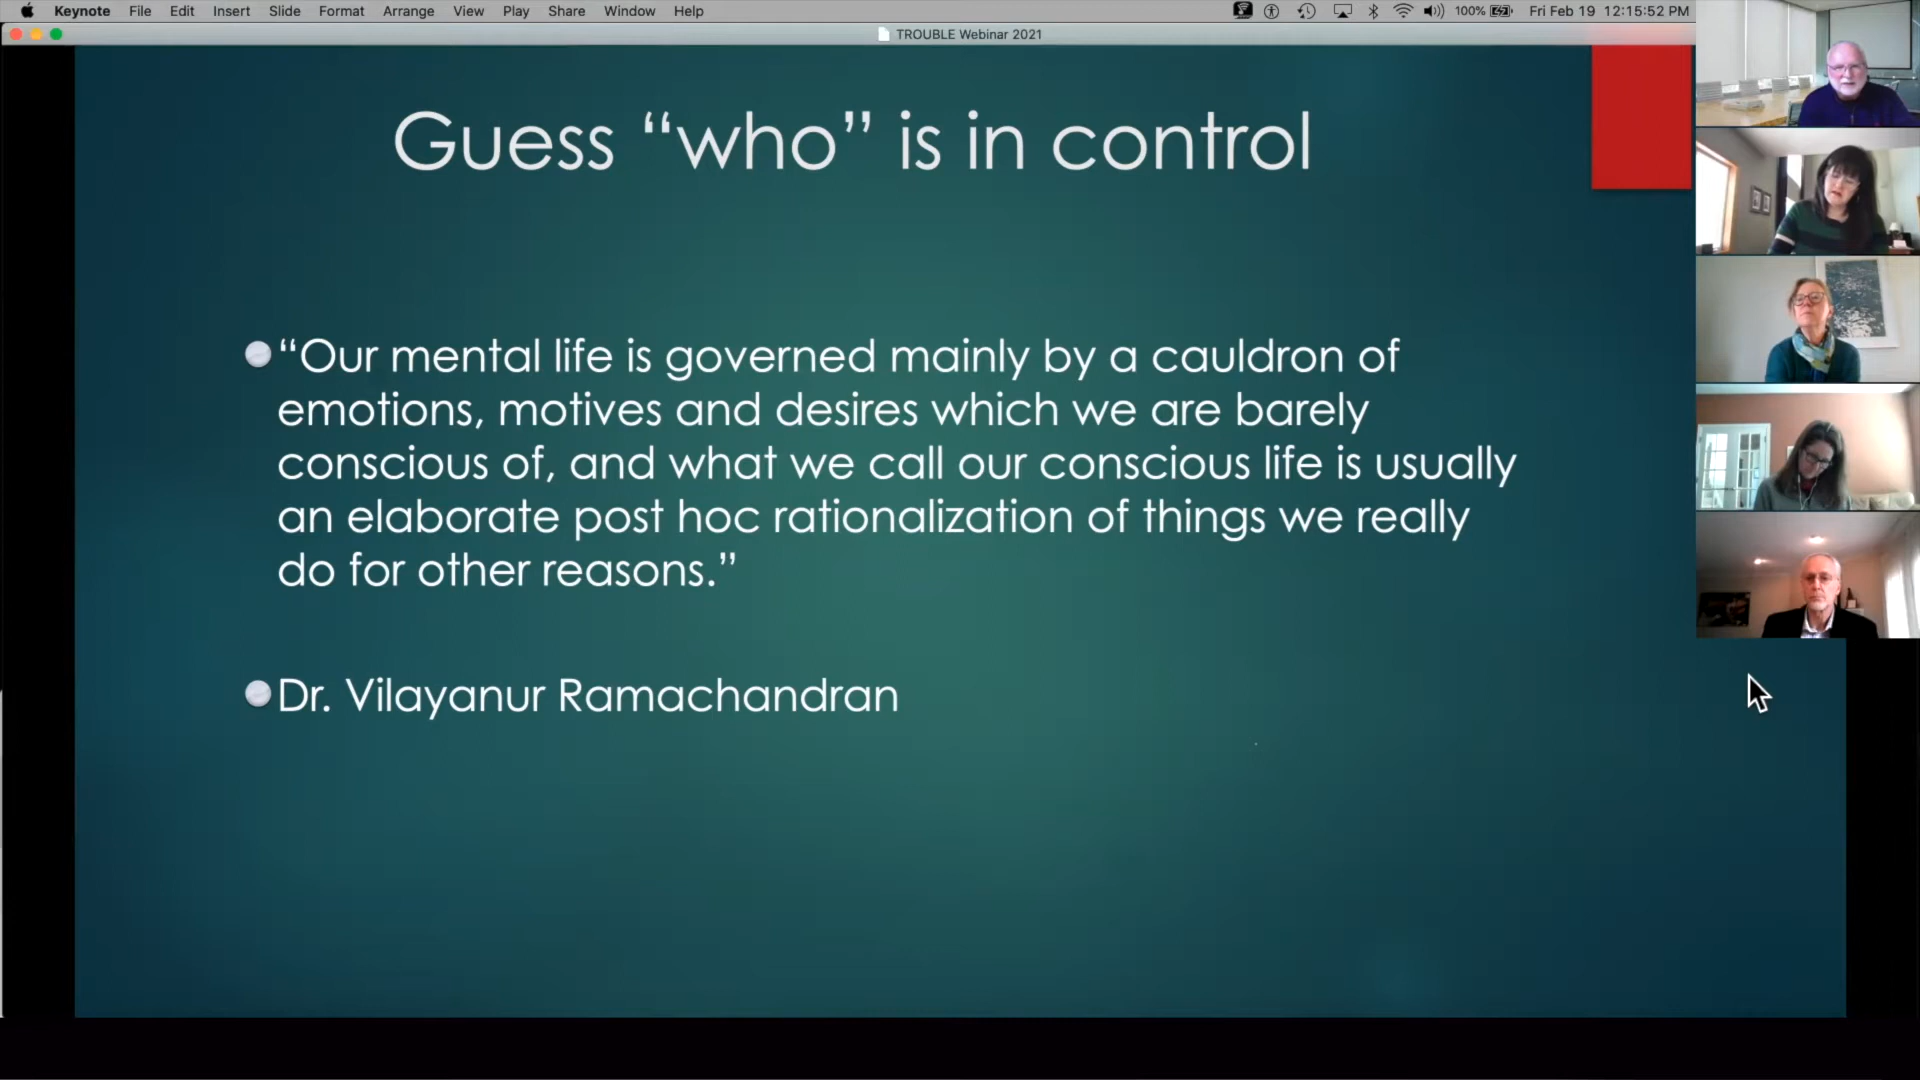 Keynote File Edit Insert Slide Format Arrange View Play Share Window Help 100% Fri Feb 19 12:15:52 PM
TROUBLE Webinar 2021
Guess “who” is in control
“Our mental life is governed mainly by a cauldron of
emotions, motives and desires which we are barely
conscious of, and what we call our conscious life is usually
an elaborate post hoc rationalization of things we really
do for other reasons.”
Dr. Vilayanur Ramachandran